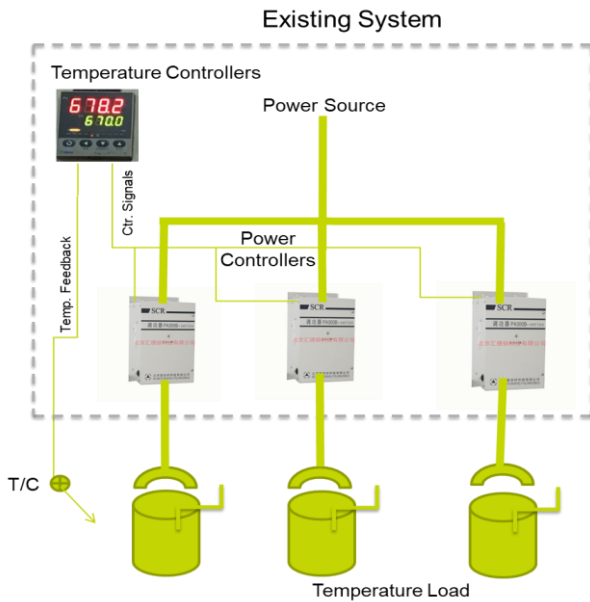 Existing System
Temperature Controllers
678.2
670.0
Power Source
Ctr. Signals
Temp. Feedback
Power
Controllers
SCR
SCR
SCR
T/C
Temperature Load